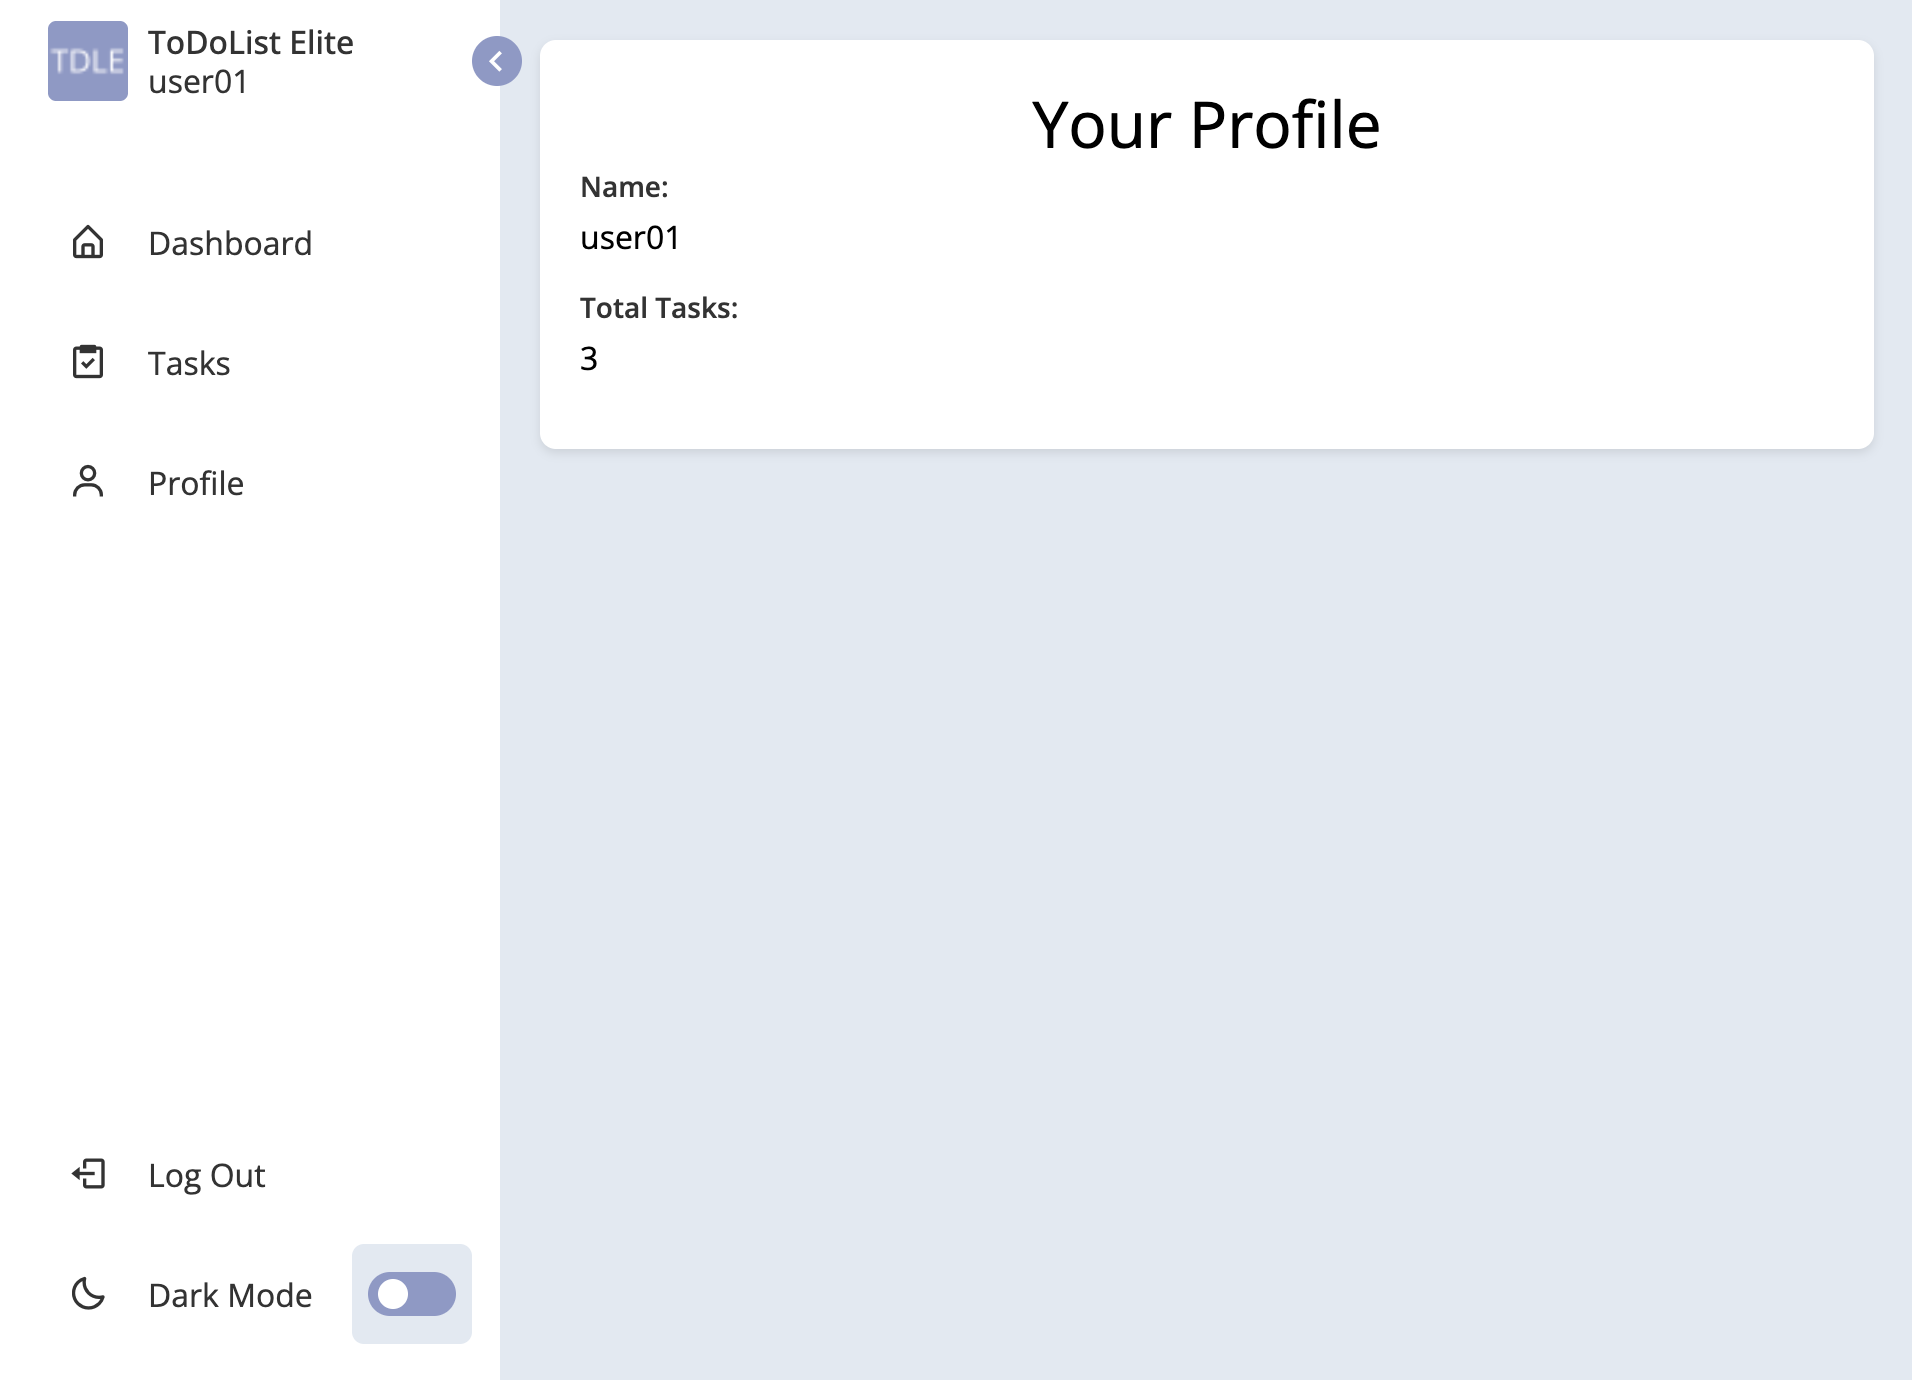 TDLE
ToDoList Elite
user01
Dashboard
Tasks
Profile
Log Out
Dark Mode
Your Profile
Name:
user01
Total Tasks:
3